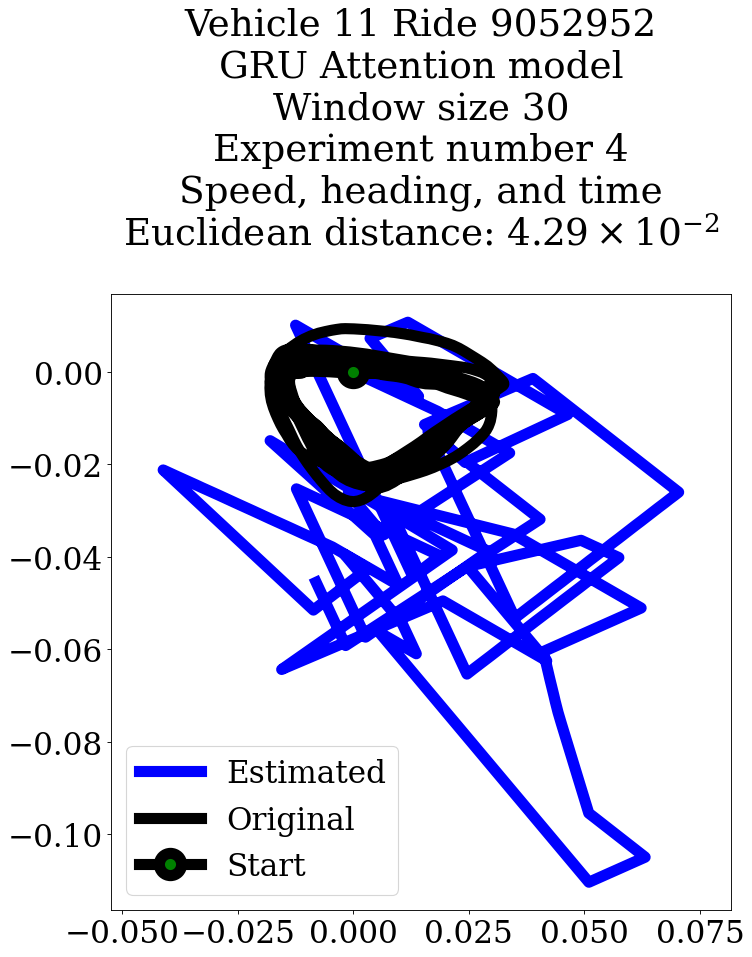 Vehicle 11 Ride 9052952
GRU Attention model
Window size 30
Experiment number 4
Speed, heading, and time
Euclidean distance: 4.29 × 10⁻²
0.00
−0.02
−0.04
−0.06
−0.08
−0.10
Estimated
Original
Start
−0.050 −0.025 0.000 0.025 0.050 0.075